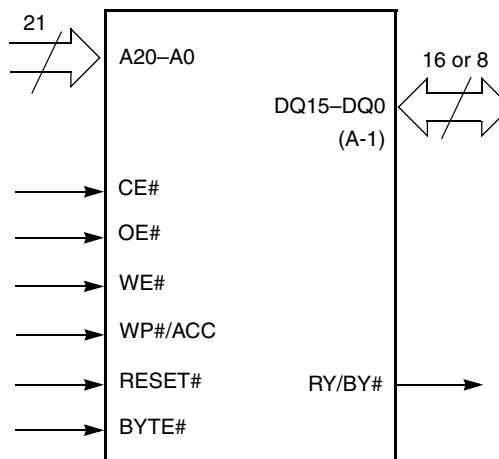 21
A20–A0
16 or 8
DQ15–DQ0
(A-1)
CE#
OE#
WE#
WP#/ACC
RESET#
RY/BY#
BYTE#